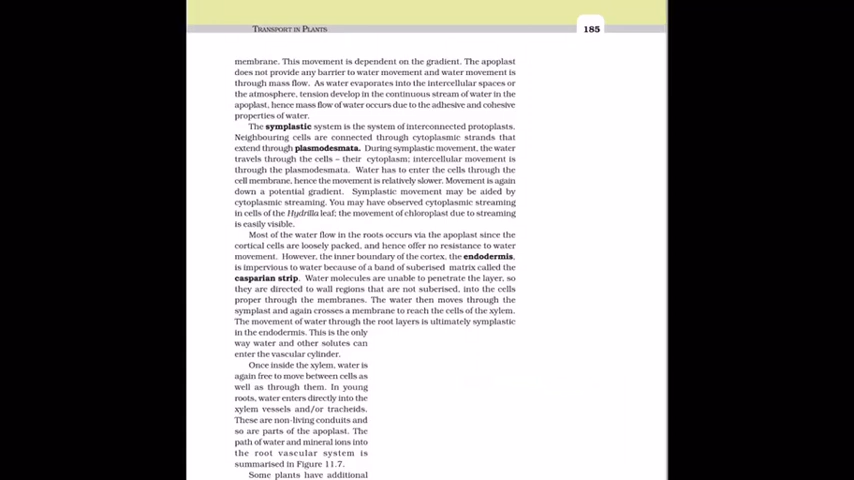 TRANSPORT IN PLANTS
185
membrane. This movement is dependent on the gradient. The apoplast
does not provide any barrier to water movement and water movement is
through mass flow. As water evaporates into the intercellular spaces or
the atmosphere, tension develop in the continuous stream of water in the
apoplast, hence mass flow of water occurs due to the adhesive and cohesive
properties of water.
The symplastic system is the system of interconnected protoplasts.
Neighbouring cells are connected through cytoplasmic strands that
extend through plasmodesmata. During symplastic movement, the water
travels through the cells – their cytoplasm; intercellular movement is
through the plasmodesmata. Water has to enter the cells through the
cell membrane, hence the movement is relatively slower. Movement is again
down a potential gradient. Symplastic movement may be aided by
cytoplasmic streaming. You may have observed cytoplasmic streaming
in cells of the Hydrilla leaf; the movement of chloroplast due to streaming
is easily visible.
Most of the water flow in the roots occurs via the apoplast since the
cortical cells are loosely packed, and hence offer no resistance to water
movement. However, the inner boundary of the cortex, the endodermis,
is impervious to water because of a band of suberised matrix called the
casparian strip. Water molecules are unable to penetrate the layer, so
they are directed to wall regions that are not suberised, into the cells
proper through the membranes. The water then moves through the
symplast and again crosses a membrane to reach the cells of the xylem.
The movement of water through the root layers is ultimately symplastic
in the endodermis. This is the only
way water and other solutes can
enter the vascular cylinder.
Once inside the xylem, water is
again free to move between cells as
well as through them. In young
roots, water enters directly into the
xylem vessels and/or tracheids.
These are non-living conduits and
so are parts of the apoplast. The
path of water and mineral ions into
the root vascular system is
summarised in Figure 11.7.
Some plants have additional